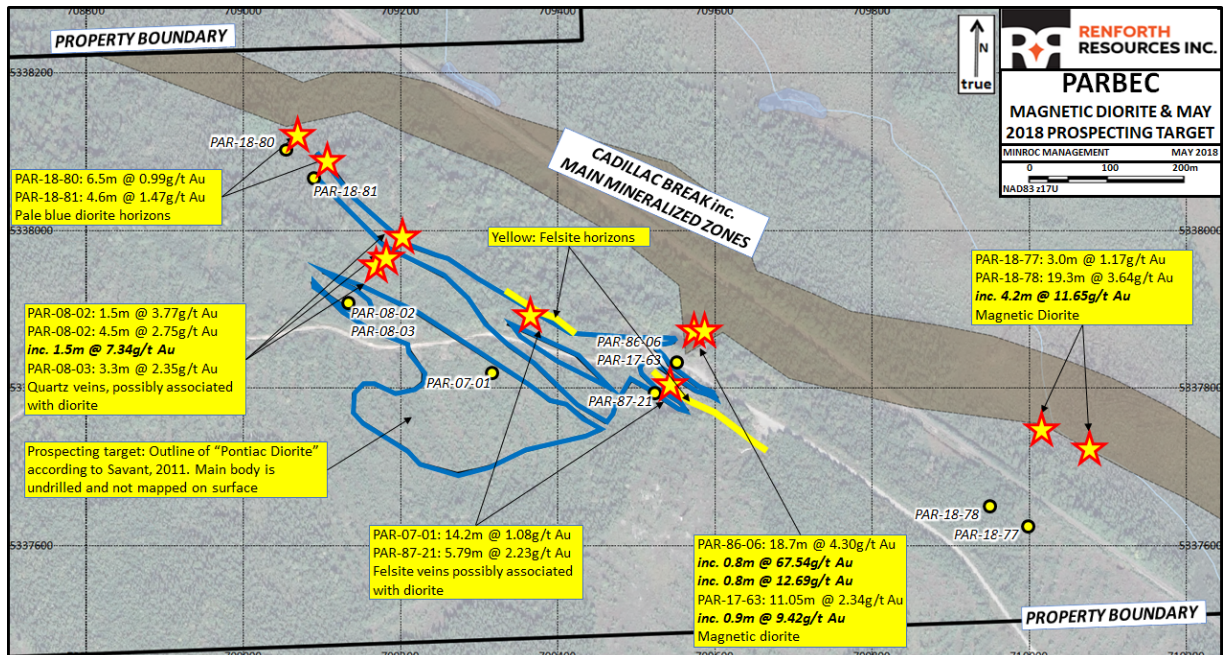 709400
709600
PROPERTY BOUNDARY
N
true
RENFORTH
RESOURCES INC.
PARBEC
MAGNETIC DIORITE & MAY
2018 PROSPECTING TARGET
MINROC MANAGEMENT MAY 2018
0 100 200m
NAD83 z17U
5338200
PAR-18-80
PAR-18-81
PAR-18-80: 6.5m @ 0.99g/t Au
PAR-18-81: 4.6m @ 1.47g/t Au
Pale blue diorite horizons
CADILLAC BREAK inc.
MAIN MINERALIZED ZONES
5338000
5338000
Yellow: Felsite horizons
PAR-18-77: 3.0m @ 1.17g/t Au
PAR-18-78: 19.3m @ 3.64g/t Au
inc. 4.2m @ 11.65g/t Au
Magnetic Diorite
PAR-08-02: 1.5m @ 3.77g/t Au
PAR-08-02: 4.5m @ 2.75g/t Au
inc. 1.5m @ 7.34g/t Au
PAR-08-03: 3.3m @ 2.35g/t Au
Quartz veins, possibly associated
with diorite
PAR-08-02
PAR-08-03
PAR-86-06
PAR-17-63
PAR-07-01
PAR-87-21
5337800
Prospecting target: Outline of “Pontiac Diorite”
according to Savant, 2011. Main body is
undrilled and not mapped on surface
PAR-18-78
PAR-18-77
PAR-07-01: 14.2m @ 1.08g/t Au
PAR-87-21: 5.79m @ 2.23g/t Au
Felsite veins possibly associated
with diorite
PAR-86-06: 18.7m @ 4.30g/t Au
inc. 0.8m @ 67.54g/t Au
inc. 0.8m @ 12.69g/t Au
PAR-17-63: 11.05m @ 2.34g/t Au
inc. 0.9m @ 9.42g/t Au
Magnetic diorite
5337600
5337600
PROPERTY BOUNDARY